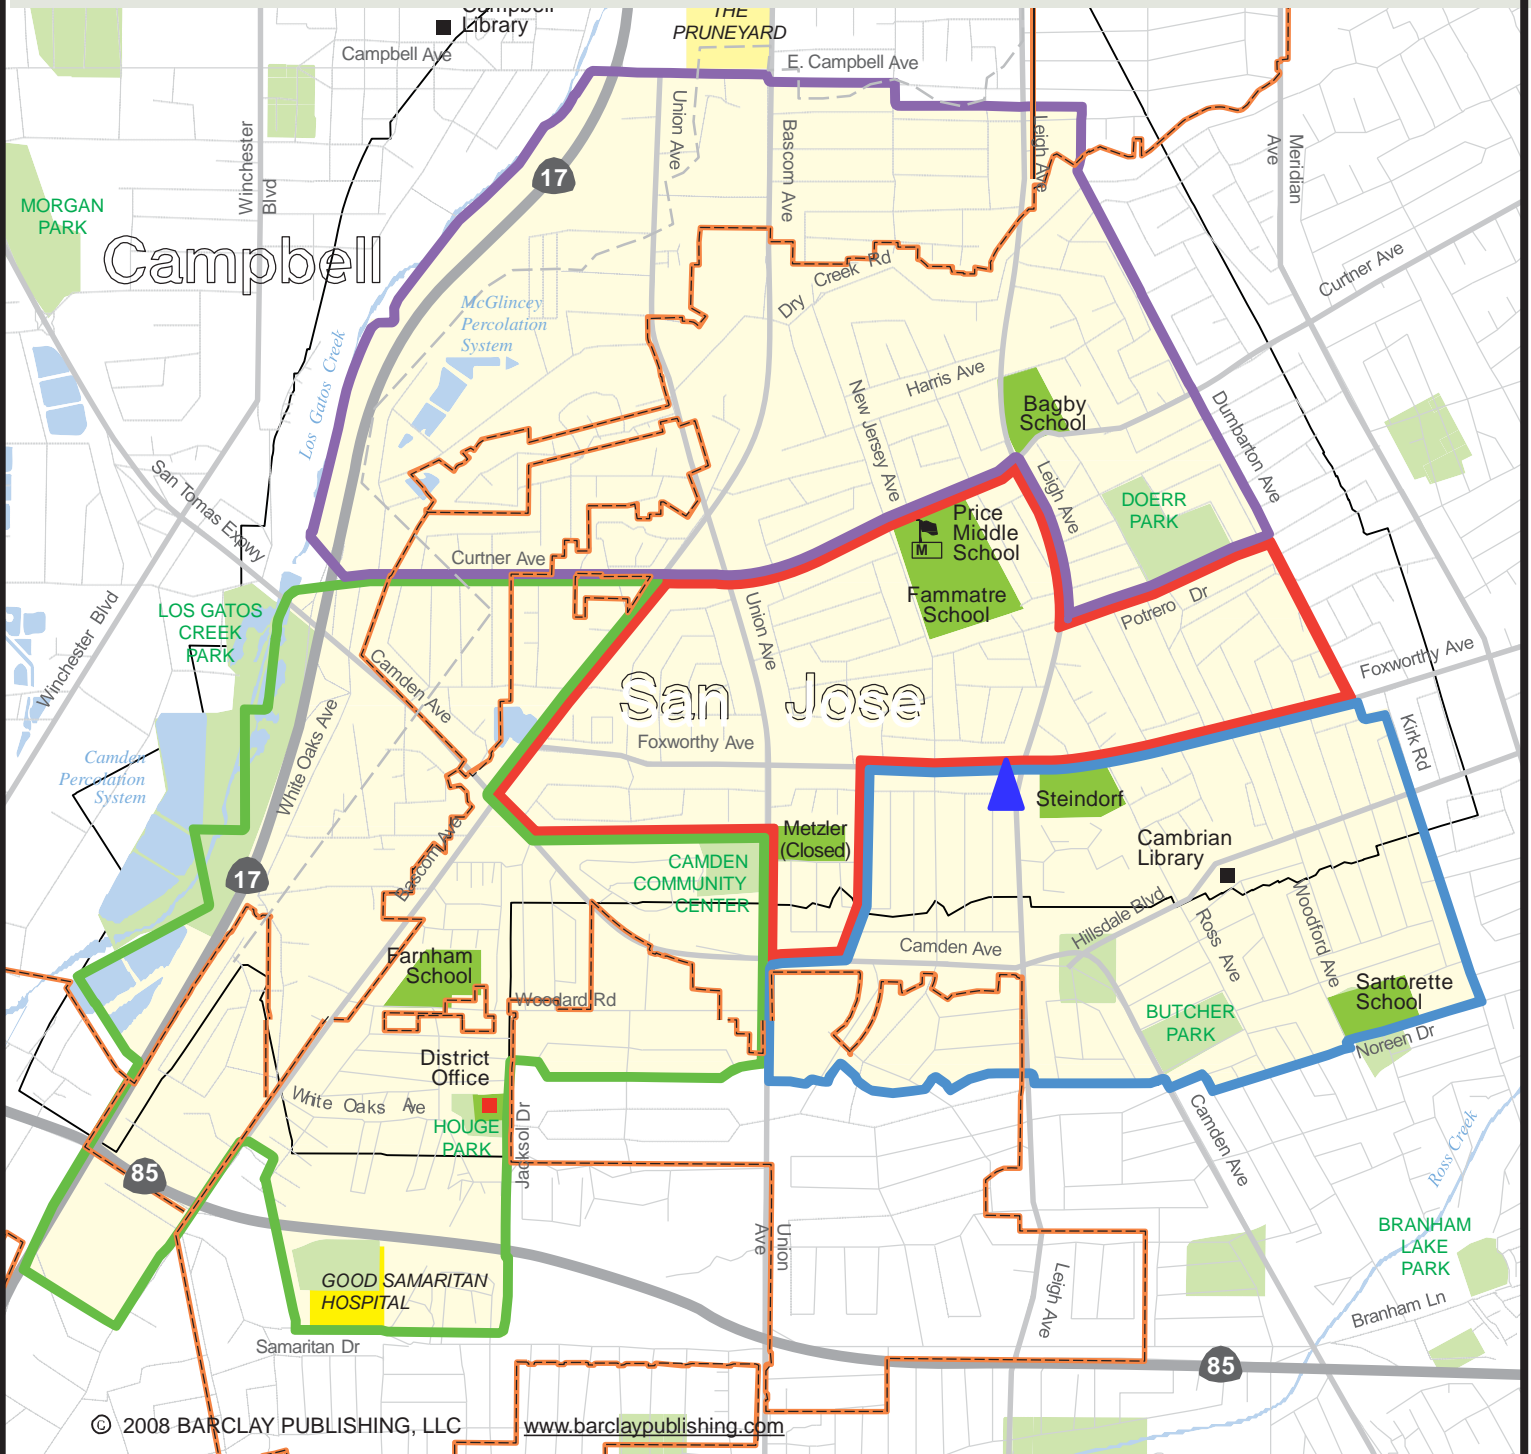 Campbell
Library
THE
PRUNEYARD
Campbell Ave
E. Campbell Ave
Winchester
Blvd
Union Ave
Bascom Ave
Leigh Ave
Meridian
Ave
17
MORGAN
PARK
Campbell
Curtner Ave
Dry Creek Rd
McGlincey
Percolation
System
Los Gatos Creek
Harris Ave
New Jersey Ave
Bagby
School
Dumbarton Ave
San Tomas Expwy
Leigh Ave
DOERR
PARK
Price
Middle
School
M
Curtner Ave
Fammatre
School
Potrero Dr
Winchester Blvd
LOS GATOS
CREEK
PARK
Union Ave
Camden Ave
Foxworthy Ave
San Jose
White Oaks Ave
Foxworthy Ave
Kirk Rd
Camden
Percolation
System
Steindorf
Metzler
(Closed)
Cambrian
Library
Bascom Ave
CAMDEN
COMMUNITY
CENTER
17
Hillsdale Blvd
Woodford Ave
Ross Ave
Camden Ave
Farnham
School
Sartorette
School
Woodard Rd
BUTCHER
PARK
Noreen Dr
District
Office
White Oaks Ave
HOUGE
PARK
Jacksol Dr
Camden Ave
Ross Creek
85
Union
Ave
BRANHAM
LAKE
PARK
Leigh Ave
GOOD SAMARITAN
HOSPITAL
Branham Ln
Samaritan Dr
85
© 2008 BARCLAY PUBLISHING, LLC
www.barclaypublishing.com